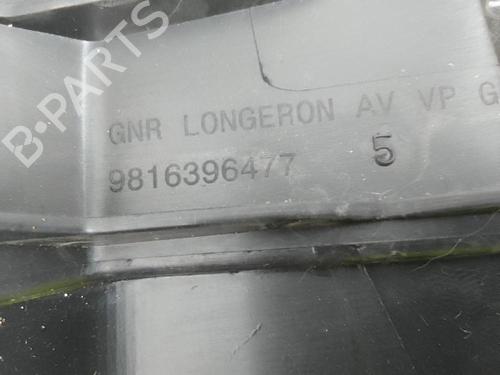 B-PARTS
GNR LONGERON AV VP G
9816396477 5